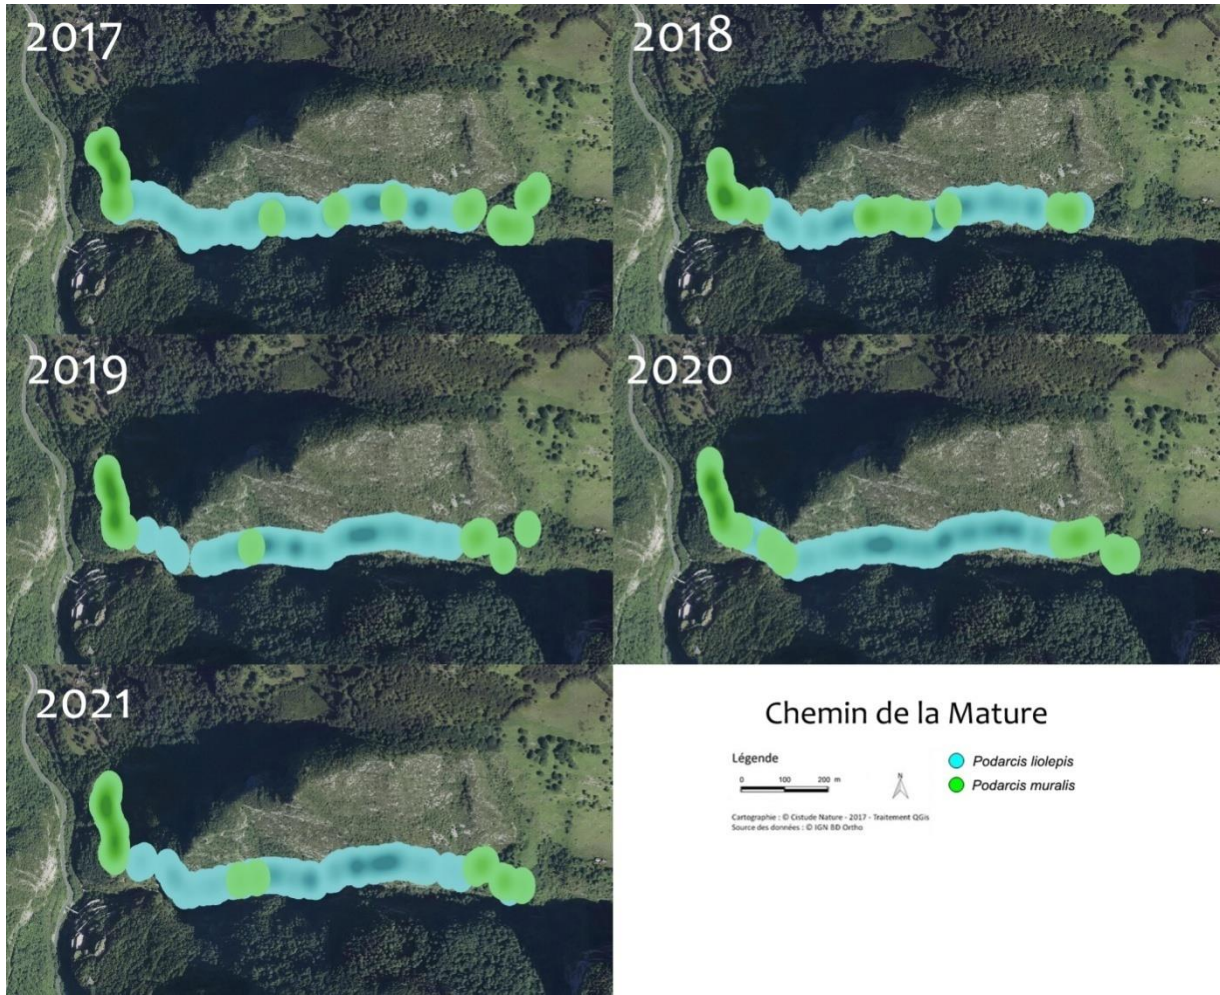 2017
2018
2019
2020
2021
Chemin de la Mature
Légende
0 100 200 m
N
Podarcis liolepis
Podarcis muralis
Cartographie : © Cistude Nature - 2017 - Traitement QGis
Source des données : © IGN BD Ortho